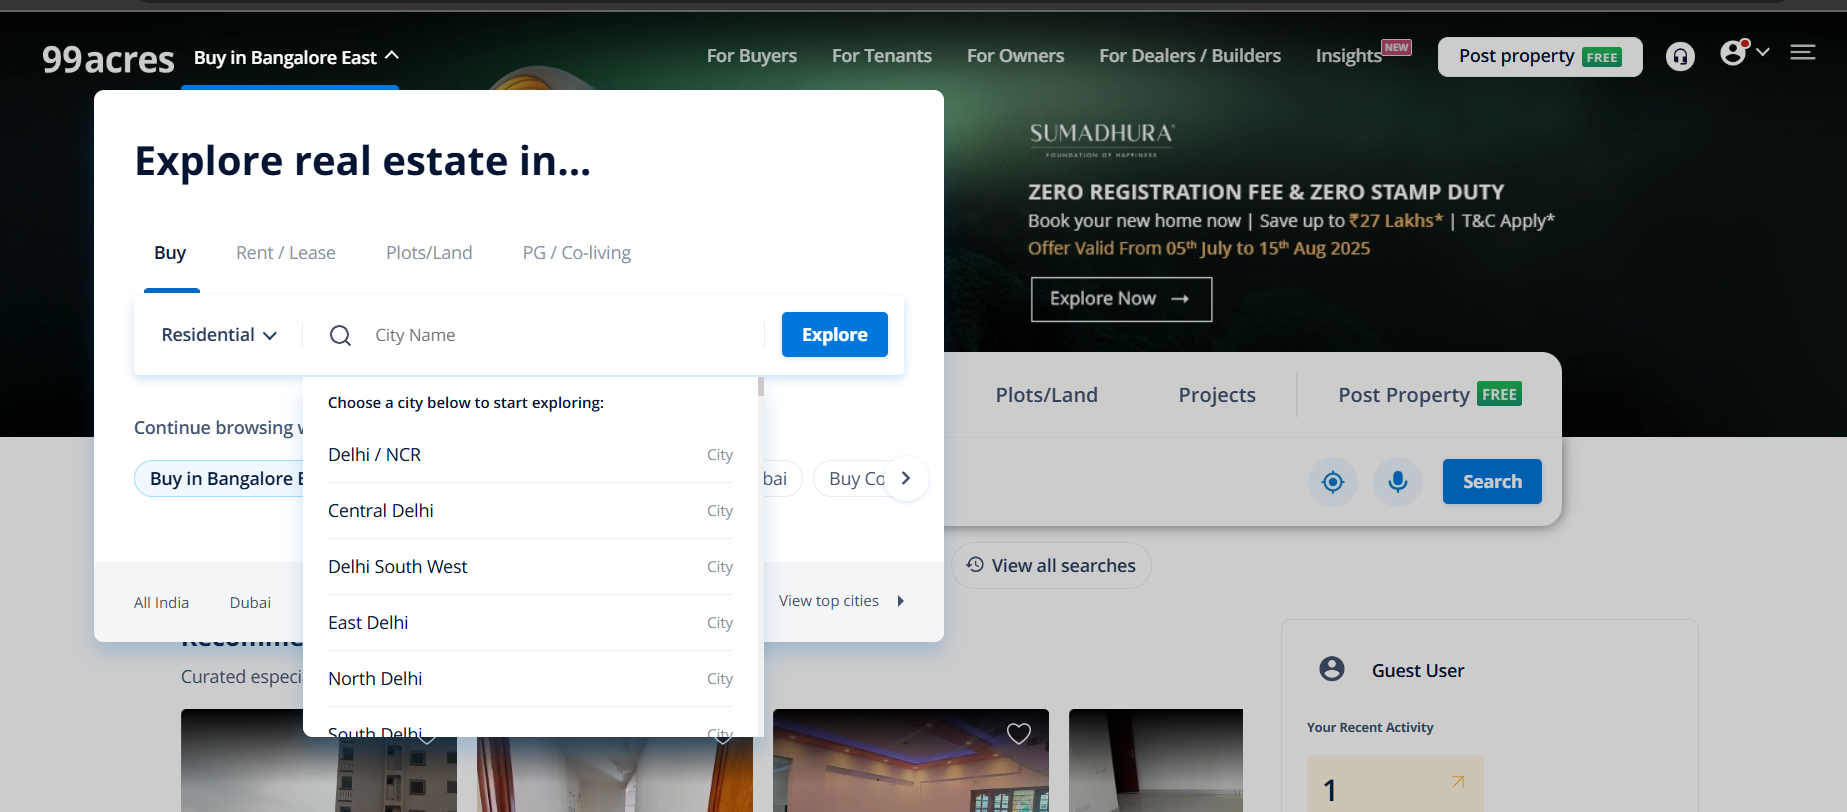 99acres
Buy in Bangalore East
For Buyers
For Tenants
For Owners
For Dealers / Builders
Insights
NEW
Post property FREE
Explore real estate in...
Buy
Rent / Lease
Plots/Land
PG / Co-living
Residential
City Name
Explore
Choose a city below to start exploring:
Delhi / NCR City
Central Delhi City
Delhi South West City
East Delhi City
North Delhi City
South Delhi City
Continue browsing
Buy in Bangalore
bai
Buy Co
All India
Dubai
View top cities
SUMADHURA
FOUNDATION OF HAPPINESS
ZERO REGISTRATION FEE & ZERO STAMP DUTY
Book your new home now | Save up to ₹27 Lakhs* | T&C Apply*
Offer Valid From 05th July to 15th Aug 2025
Explore Now →
Plots/Land
Projects
Post Property FREE
Search
View all searches
Curated especi
Guest User
Your Recent Activity
1